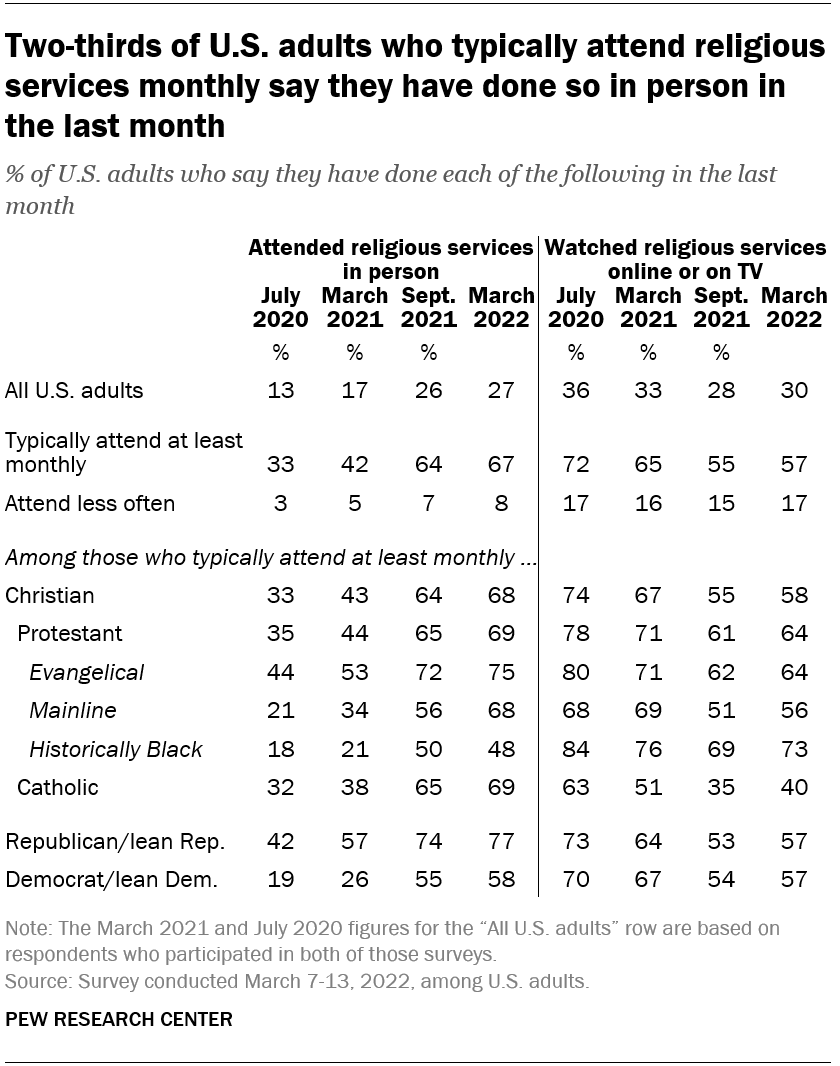 Two-thirds of U.S. adults who typically attend religious
services monthly say they have done so in person in
the last month
% of U.S. adults who say they have done each of the following in the last
month
Attended religious services in person
Watched religious services online or on TV
July 2020 March 2021 Sept. 2021 March 2022 July 2020 March 2021 Sept. 2021 March 2022
% % % % % %
All U.S. adults 13 17 26 27 36 33 28 30
Typically attend at least
monthly 33 42 64 67 72 65 55 57
Attend less often 3 5 7 8 17 16 15 17
Among those who typically attend at least monthly ...
Christian 33 43 64 68 74 67 55 58
Protestant 35 44 65 69 78 71 61 64
Evangelical 44 53 72 75 80 71 62 64
Mainline 21 34 56 68 68 69 51 56
Historically Black 18 21 50 48 84 76 69 73
Catholic 32 38 65 69 63 51 35 40
Republican/lean Rep. 42 57 74 77 73 64 53 57
Democrat/lean Dem. 19 26 55 58 70 67 54 57
Note: The March 2021 and July 2020 figures for the “All U.S. adults” row are based on
respondents who participated in both of those surveys.
Source: Survey conducted March 7-13, 2022, among U.S. adults.
PEW RESEARCH CENTER